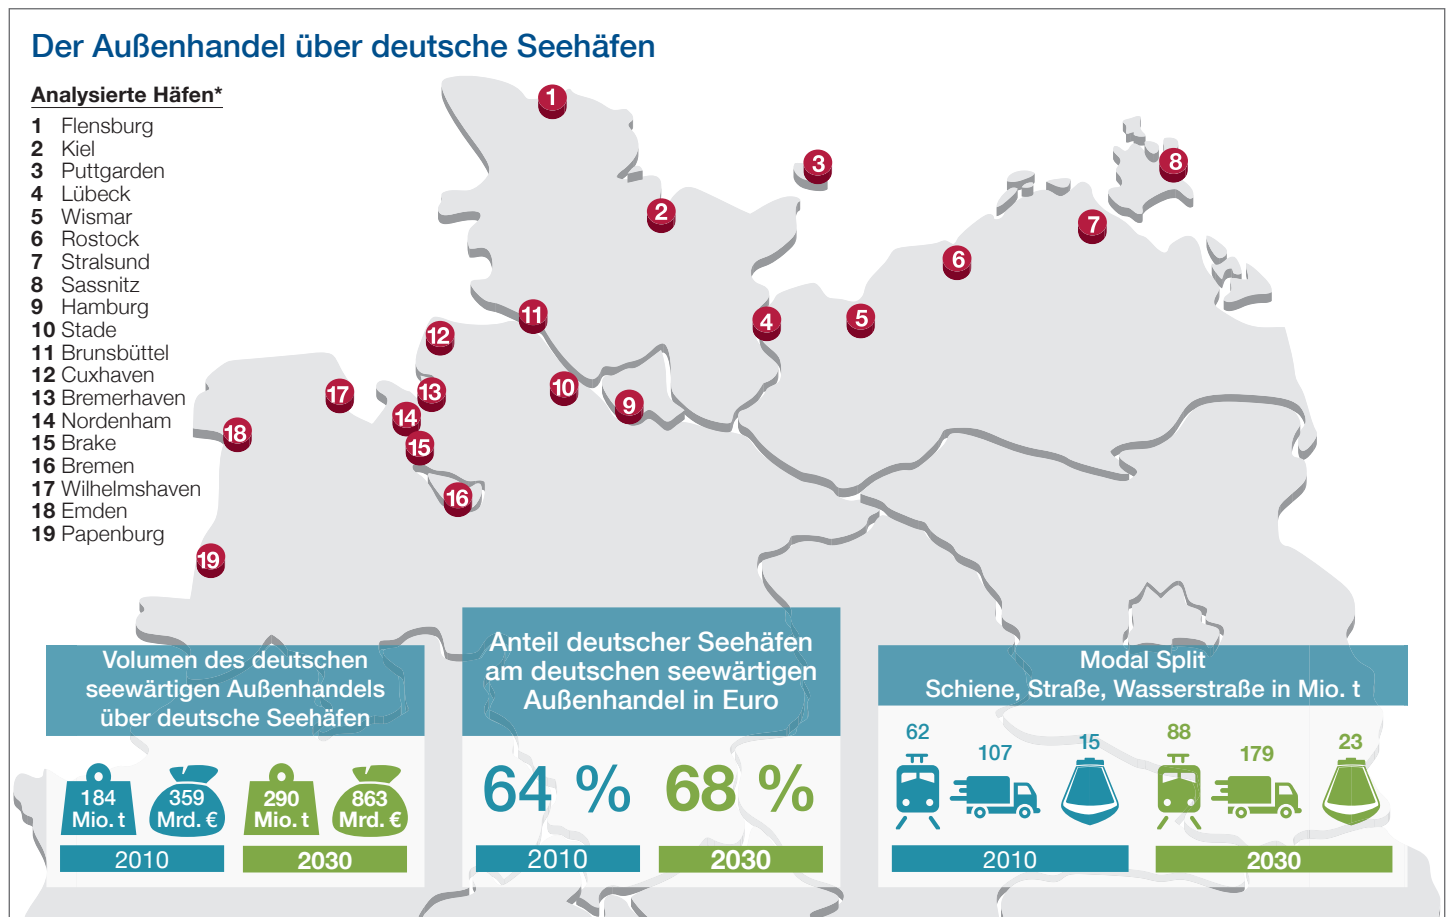 Der Außenhandel über deutsche Seehäfen
Analysierte Häfen*
1 Flensburg
2 Kiel
3 Puttgarden
4 Lübeck
5 Wismar
6 Rostock
7 Stralsund
8 Sassnitz
9 Hamburg
10 Stade
11 Brunsbüttel
12 Cuxhaven
13 Bremerhaven
14 Nordenham
15 Brake
16 Bremen
17 Wilhelmshaven
18 Emden
19 Papenburg
1
3
8
2
7
6
11
4
5
12
17
13
10
9
14
18
15
16
19
Volumen des deutschen
seewärtigen Außenhandels
über deutsche Seehäfen
184
Mio. t
359
Mrd. €
290
Mio. t
863
Mrd. €
2010
2030
Anteil deutscher Seehäfen
am deutschen seewärtigen
Außenhandel in Euro
64 %
68 %
2010
2030
Modal Split
Schiene, Straße, Wasserstraße in Mio. t
62
107
15
88
179
23
2010
2030